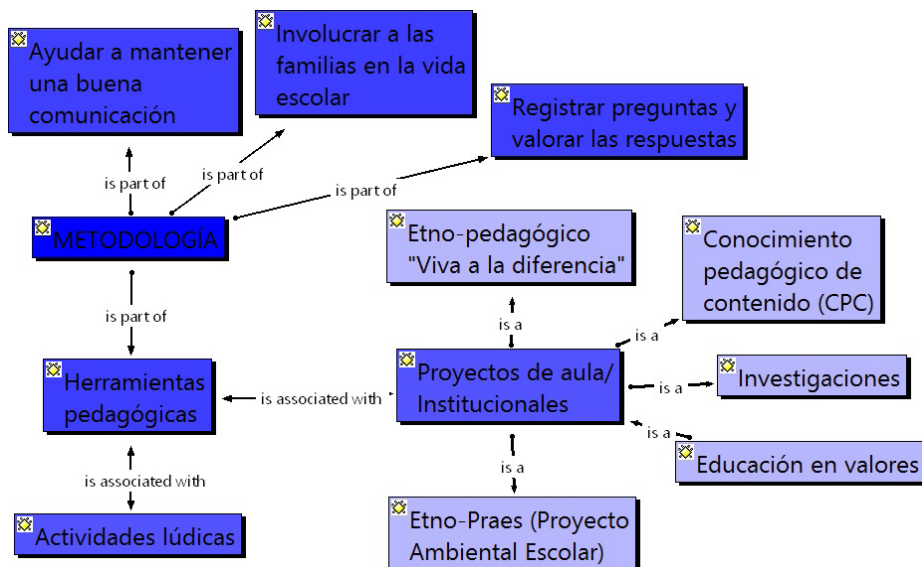 Ayudar a mantener
una buena
comunicación
Involucrar a las
familias en la vida
escolar
Registrar preguntas y
valorar las respuestas
is part of
is part of
is part of
METODOLOGÍA
is part of
Etno-pedagógico
"Viva a la diferencia"
Conocimiento
pedagógico de
contenido (CPC)
is a
is a
Herramientas
pedagógicas
is associated with
Proyectos de aula/
Institucionales
is a
Investigaciones
is a
Educación en valores
is associated with
is a
Actividades lúdicas
Etno-Praes (Proyecto
Ambiental Escolar)